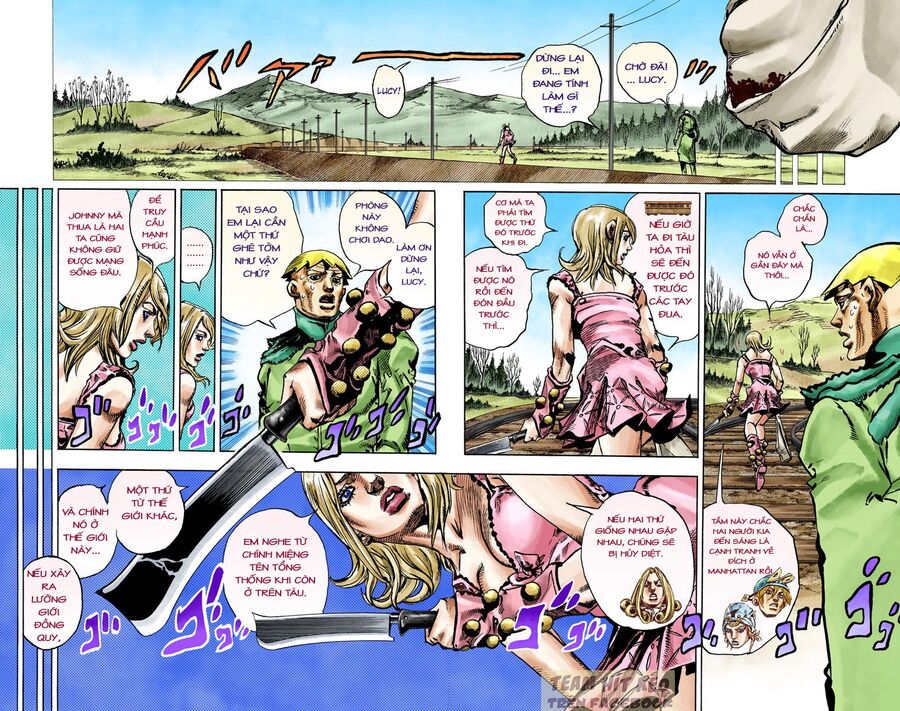 CHỜ ĐÃ!
... LUCY.
DỪNG LẠI
ĐI... EM
ĐANG TÍNH
LÀM GÌ
THẾ...?
LUCY!
CHẮC
CHẮN
LÀ...
NÓ VẪN Ở
GẦN ĐÂY MÀ
THÔI...
TẦM NÀY CHẮC
HAI NGƯỜI KIA
ĐẾN SÁNG LÀ
CẠNH TRANH VỀ
ĐÍCH Ở
MANHATTAN RỒI.
NẾU GIỜ
TA ĐI TÀU
HỎA THÌ
SẼ ĐẾN
ĐƯỢC ĐÓ
TRƯỚC
CÁC TAY
ĐUA.
CƠ MÀ TA
PHẢI TÌM
ĐƯỢC THỨ
ĐÓ TRƯỚC
KHI ĐI.
NẾU TÌM
ĐƯỢC NÓ
RỒI ĐẾN
ĐÓN ĐẦU
TRƯỚC
THÌ...
PHÒNG
NÀY KHÔNG
CHƠI DAO.
LÀM ƠN
DỪNG LẠI,
LUCY.
TẠI SAO
EM LẠI CẦN
MỘT THỨ
GHÊ TỞM
NHƯ VẬY
CHỨ?
......
......
ĐỂ
TRUY
CẦU
HẠNH
PHÚC.
JOHNNY MÀ
THUA LÀ HAI
TA CŨNG
KHÔNG GIỮ
ĐƯỢC MẠNG
SỐNG ĐÂU.
NẾU HAI THỨ
GIỐNG NHAU GẶP
NHAU, CHÚNG SẼ
BỊ HỦY DIỆT.
EM NGHE TỪ
CHÍNH MIỆNG
TÊN TỔNG
THỐNG KHI CÒN
Ở TRÊN TÀU.
MỘT THỨ
TỪ THẾ
GIỚI KHÁC,
VÀ CHÍNH
NÓ Ở THẾ
GIỚI NÀY...
NẾU XẢY
RA LƯỠNG
GIỚI
ĐỒNG
QUY,
TEAM HÍT KÉO
TRÊN FACEBOOK